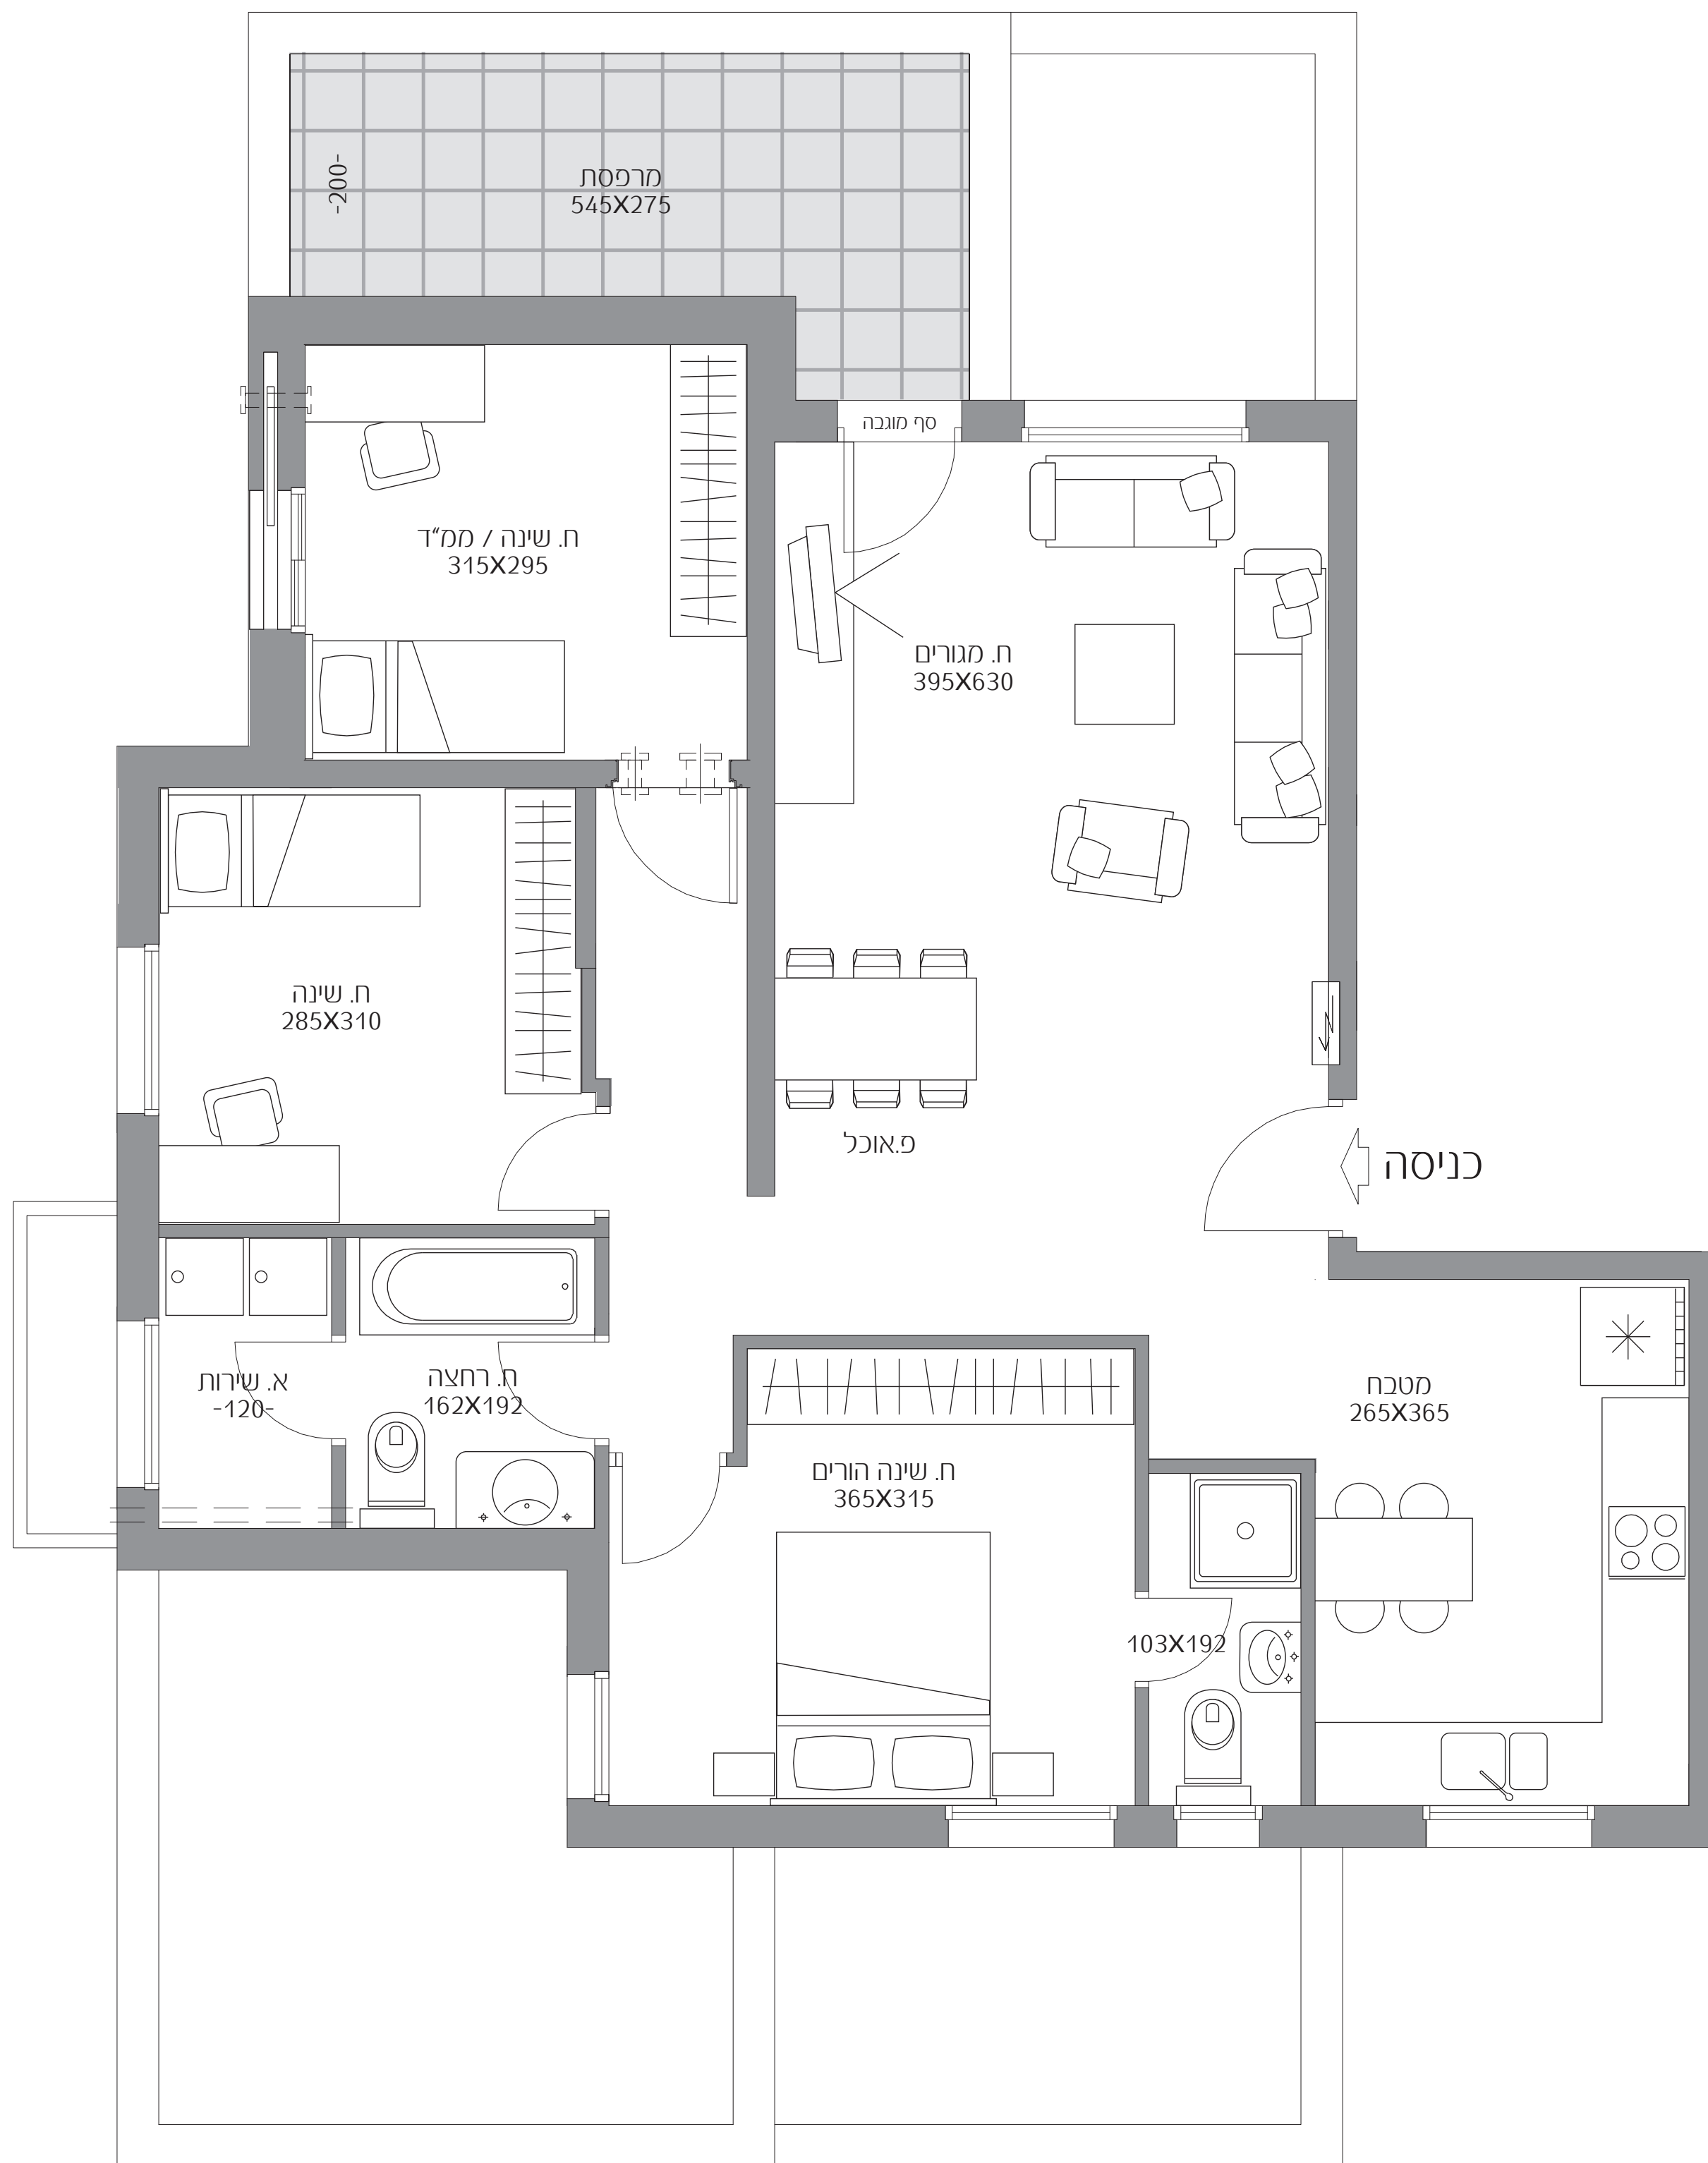 מרפסת
545X275
-200-
סף מוגבה
ח. שינה / ממ"ד
315X295
ח. מגורים
395X630
ח. שינה
285X310
פ.אוכל
כניסה
א. שירות
-120-
ח. רחצה
162X192
מטבח
265X365
ח. שינה הורים
365X315
103X192